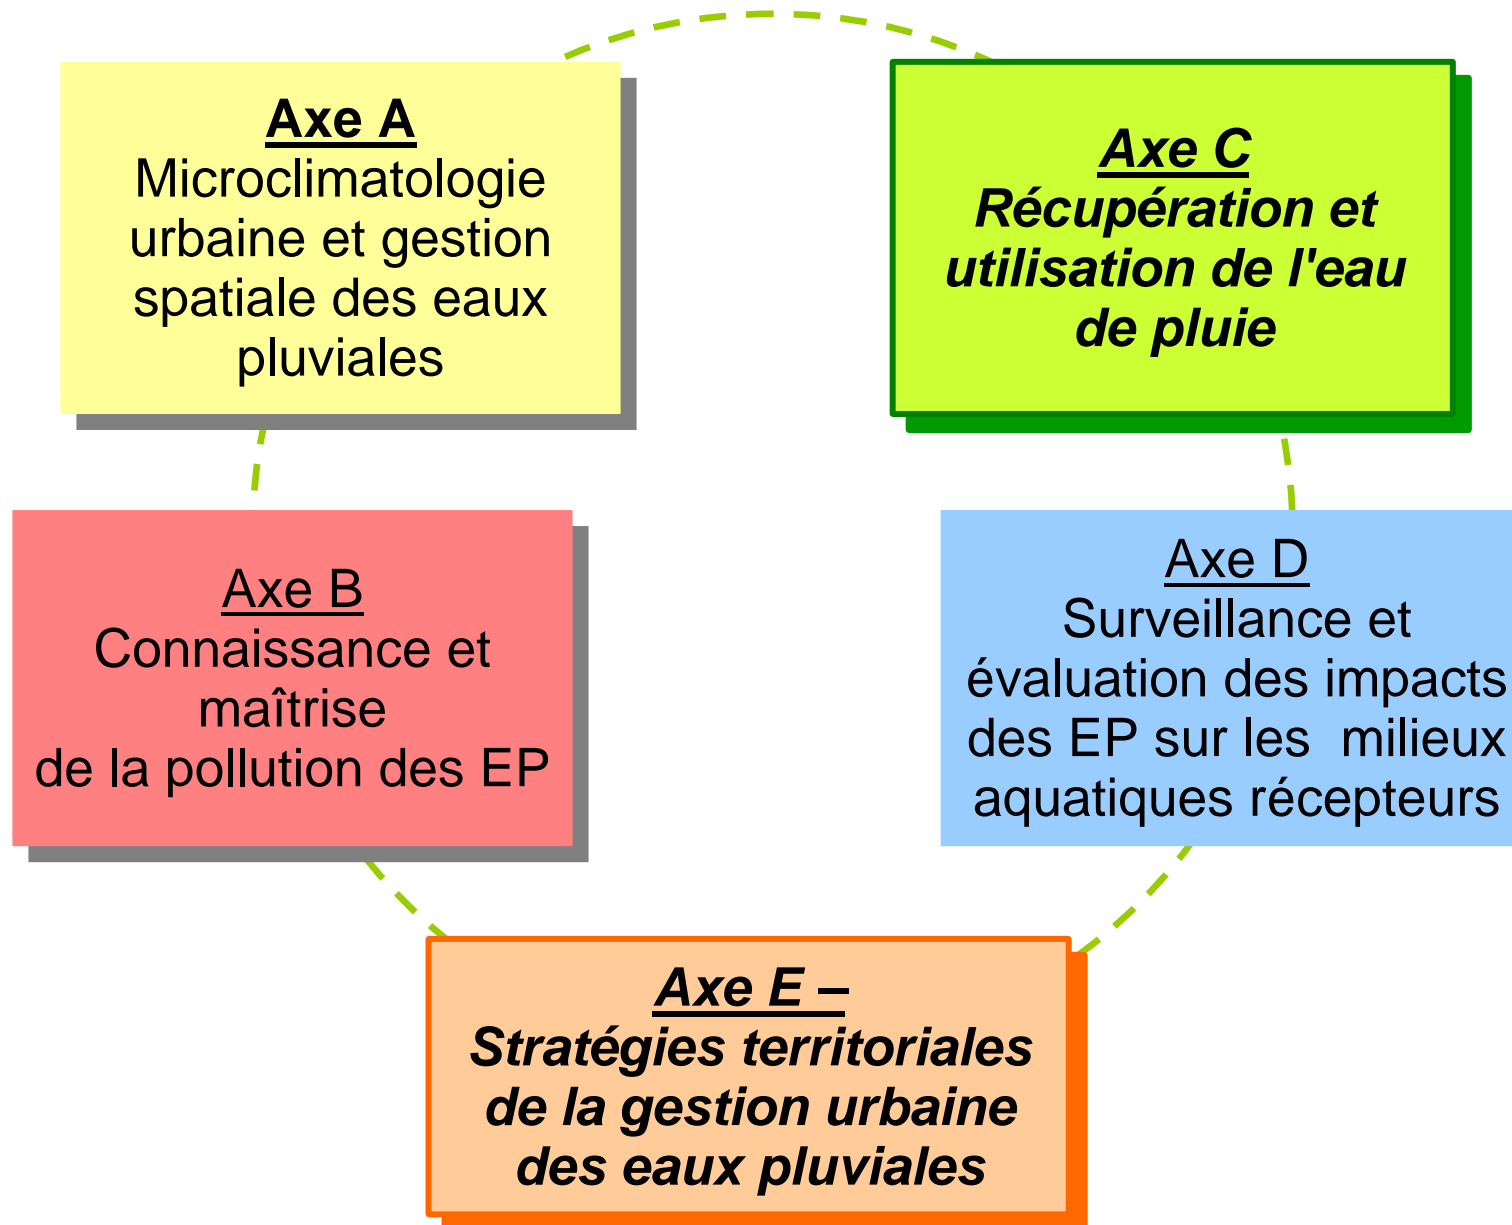 Axe A
Microclimatologie
urbaine et gestion
spatiale des eaux
pluviales
Axe C
Récupération et
utilisation de l'eau
de pluie
Axe B
Connaissance et
maîtrise
de la pollution des EP
Axe D
Surveillance et
évaluation des impacts
des EP sur les  milieux
aquatiques récepteurs
Axe E –
Stratégies territoriales
de la gestion urbaine
des eaux pluviales